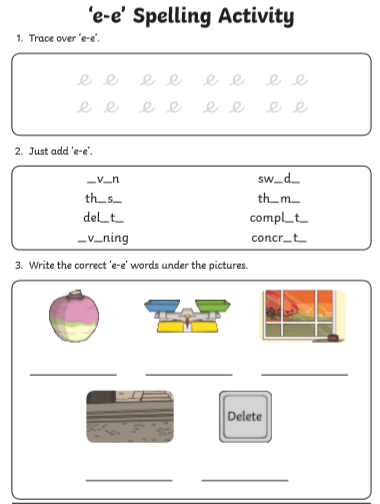 ‘e-e’ Spelling Activity
1. Trace over ‘e-e’.
e e e e e e e e
e e e e e e e e
2. Just add ‘e-e’.
_v_n sw_d_
th_s_ th_m_
del_t_ compl_t_
_v_ning concr_t_
3. Write the correct ‘e-e’ words under the pictures.
Delete